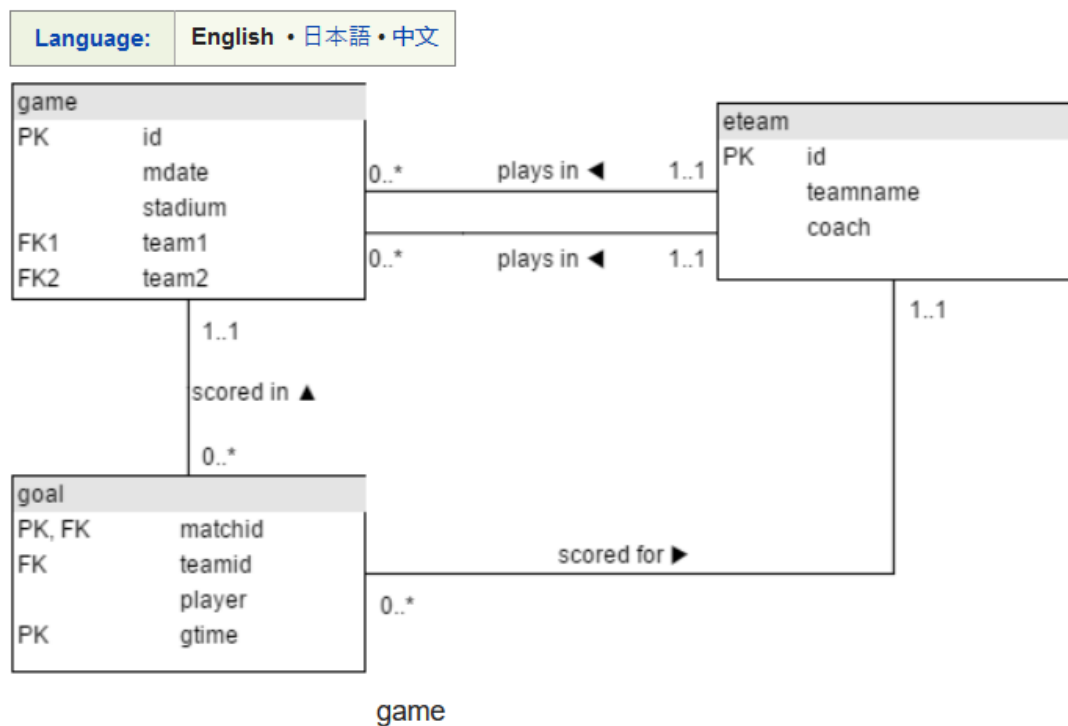 Language: English • 日本語 • 中文
game
PK id
mdate
stadium
FK1 team1
FK2 team2
0..* plays in ◀ 1..1
0..* plays in ◀ 1..1
eteam
PK id
teamname
coach
1..1
scored in ▲
0..*
1..1
goal
PK, FK matchid
FK teamid
player
PK gtime
scored for ▶
0..*
game